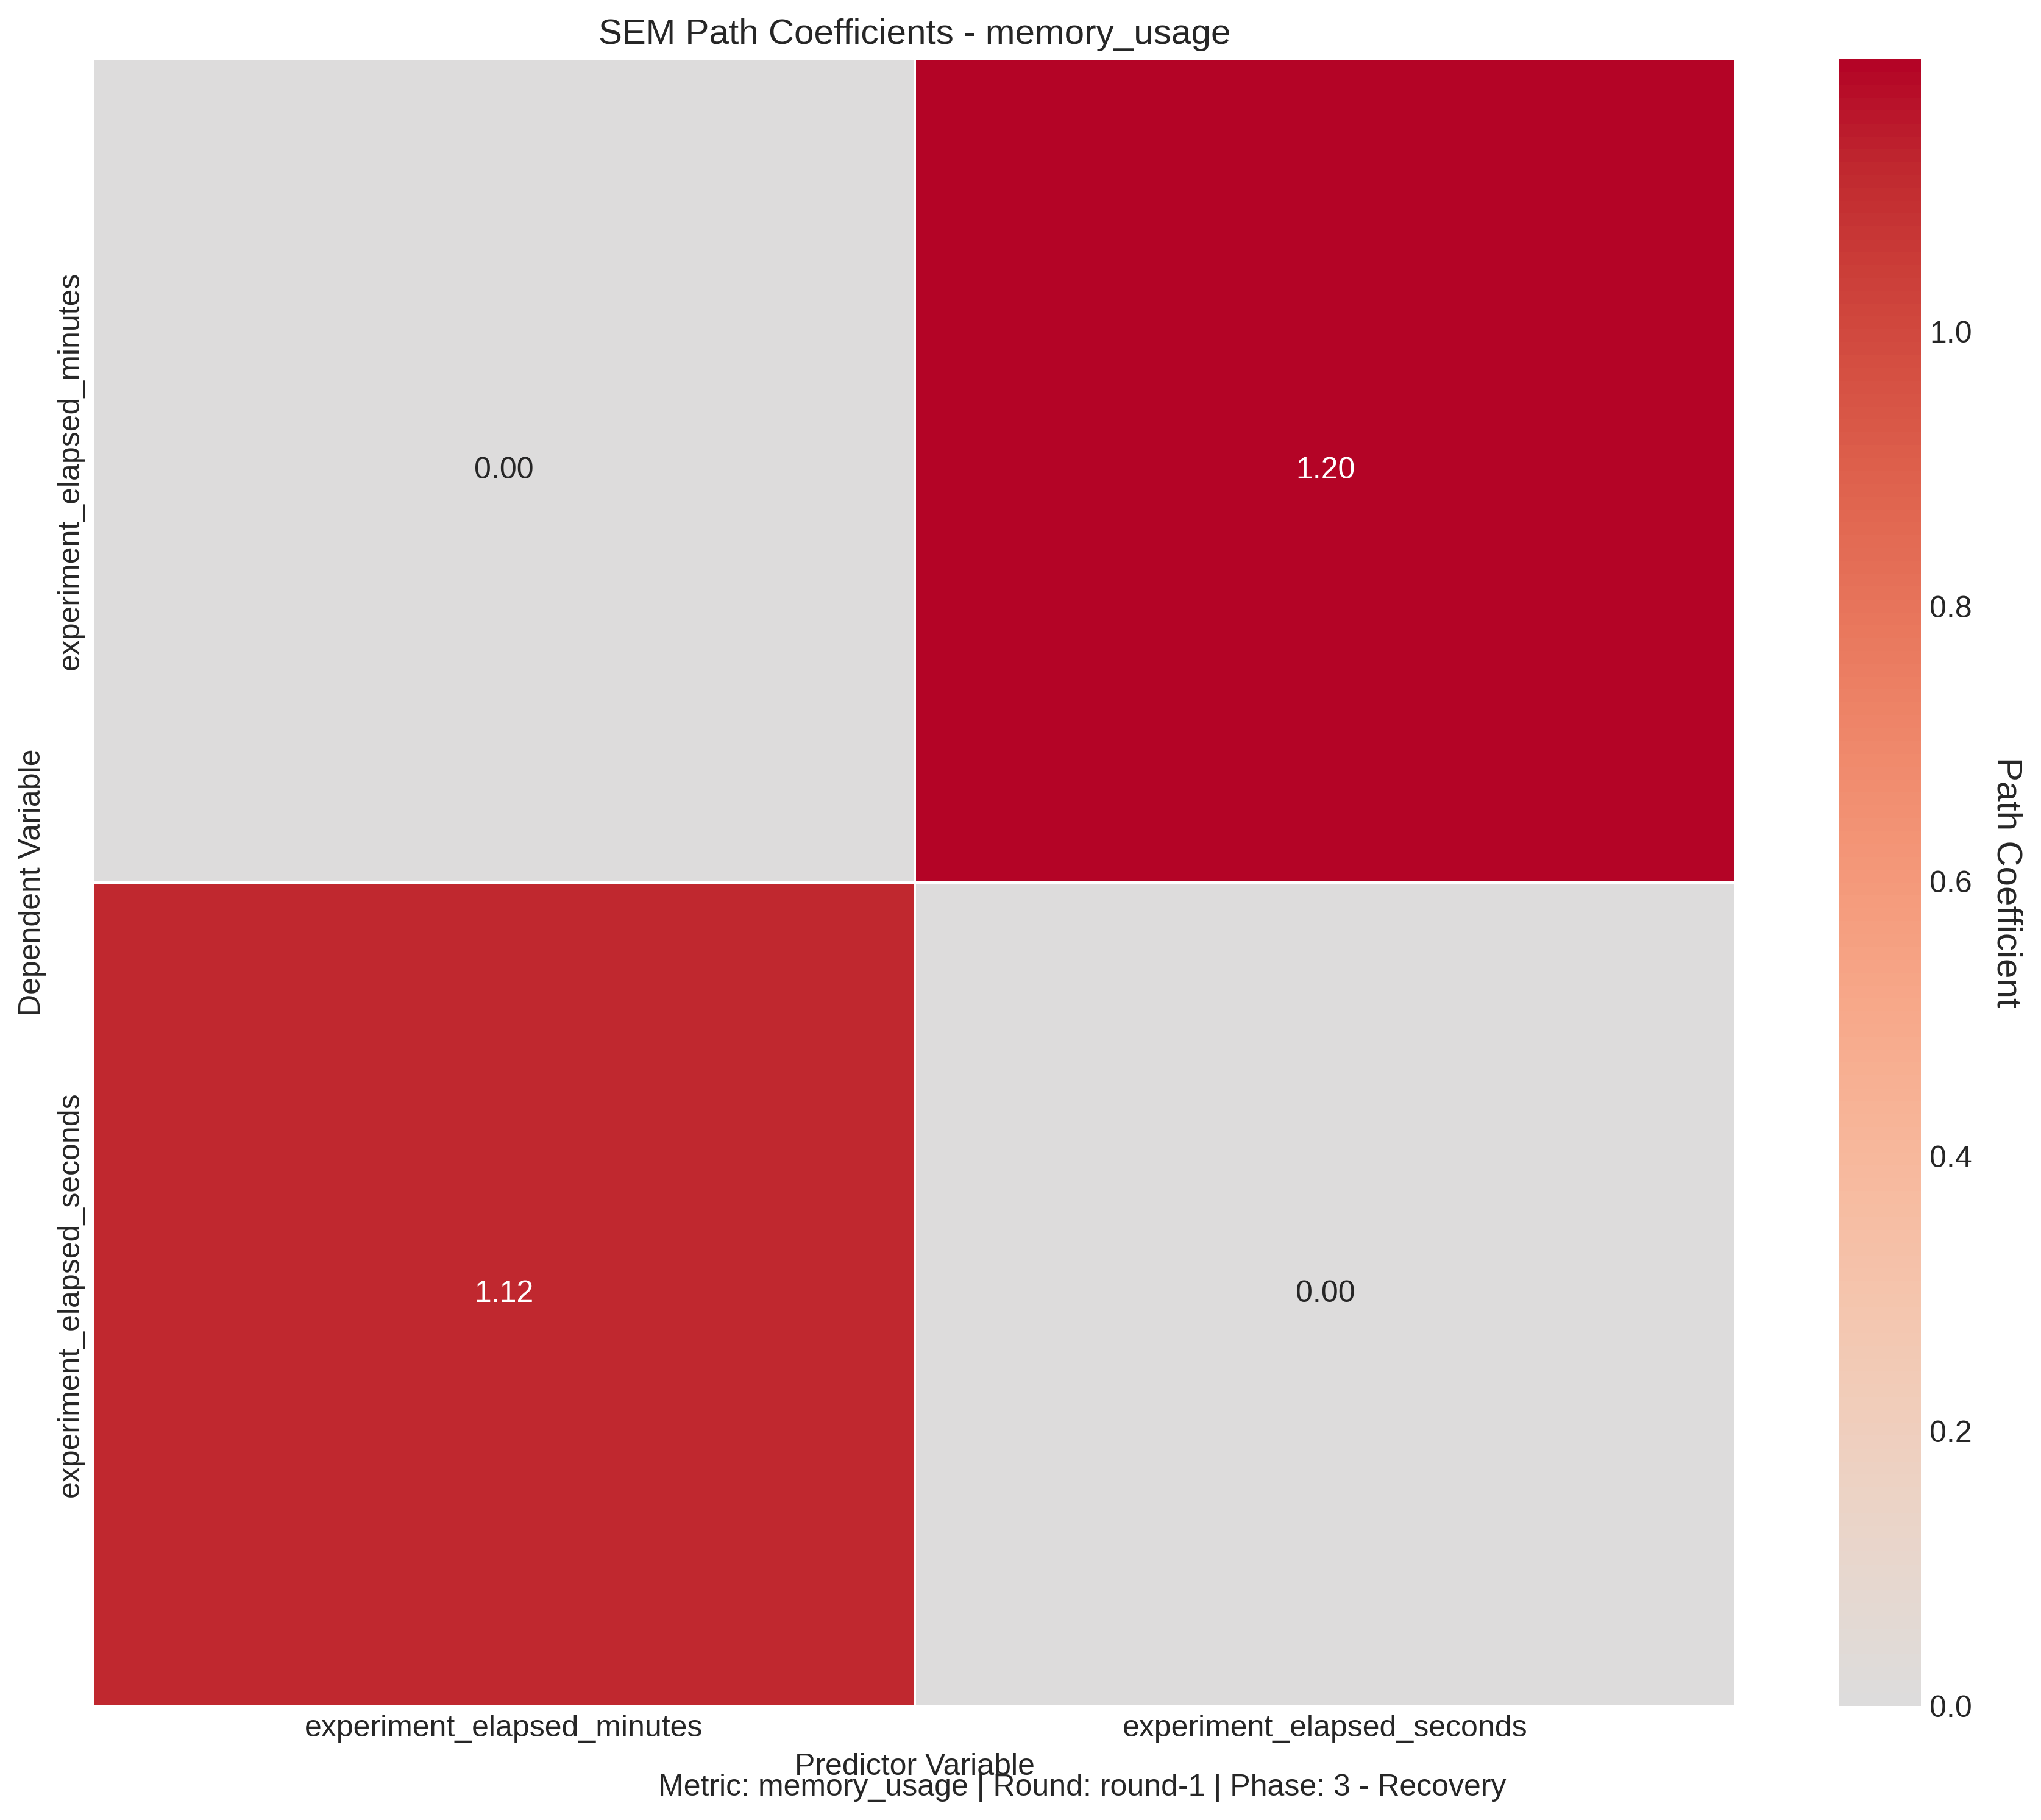 SEM Path Coefficients - memory_usage
experiment_elapsed_minutes
experiment_elapsed_seconds
Dependent Variable
0.00
1.20
1.12
0.00
experiment_elapsed_minutes
experiment_elapsed_seconds
Predictor Variable
Metric: memory_usage | Round: round-1 | Phase: 3 - Recovery
1.0
0.8
0.6
0.4
0.2
0.0
Path Coefficient